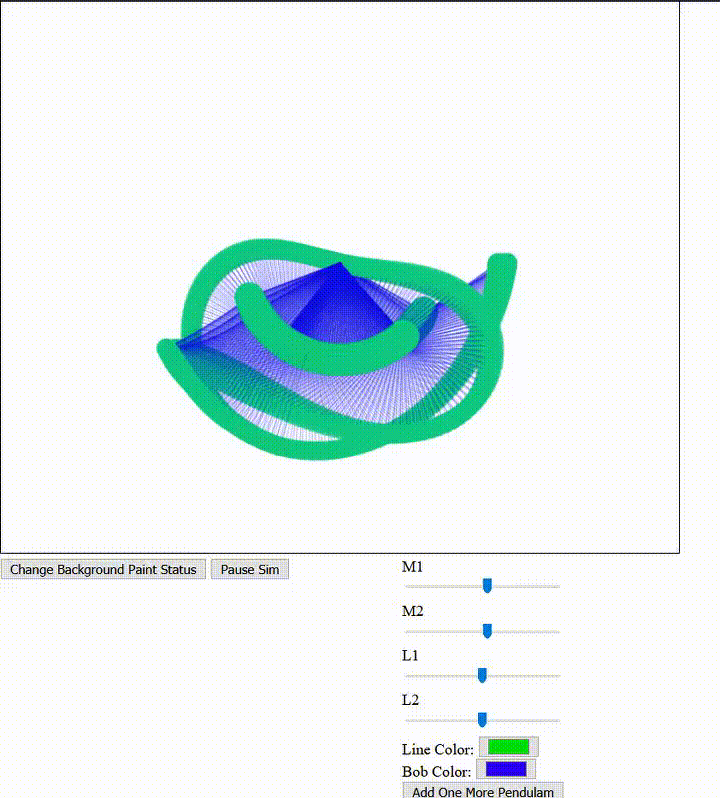 Change Background Paint Status Pause Sim
M1
M2
L1
L2
Line Color:
Bob Color:
Add One More Pendulam